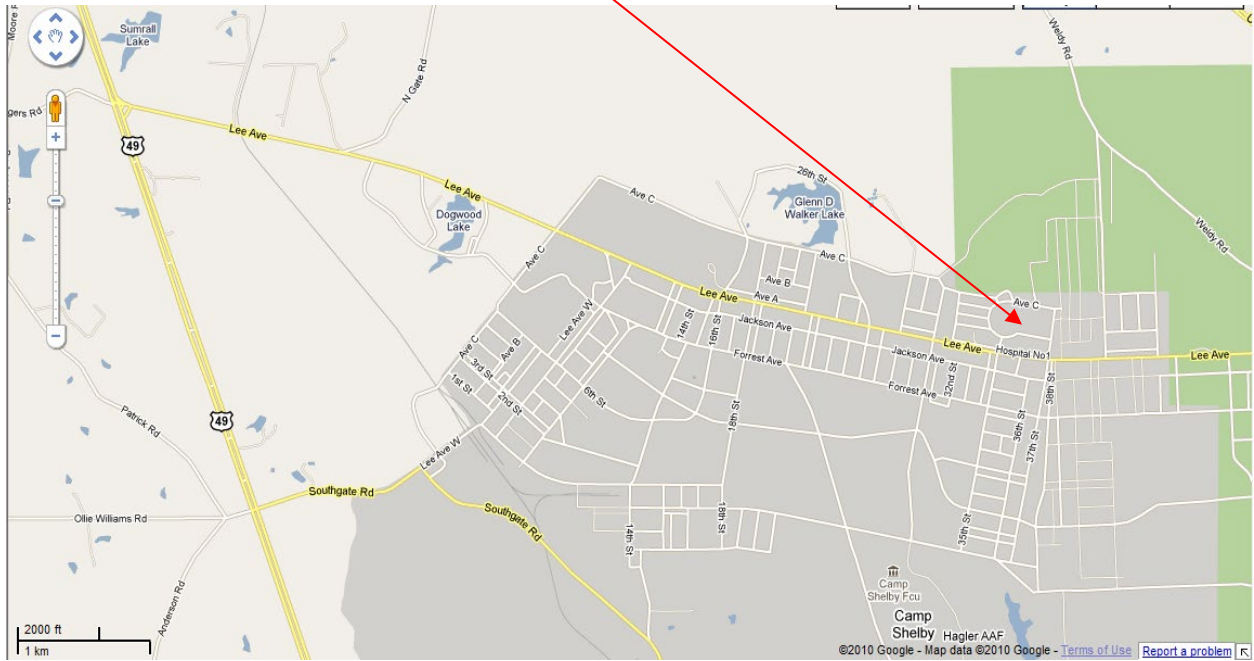 Moore
Sumrall
Lake
N Gate Rd
Weldy Rd
gers Rd
49
Lee Ave
Lee Ave
26th St
Glenn D
Walker Lake
Dogwood
Lake
Ave C
Ave C
Ave C
Weldy Rd
Ave B
Ave A
Lee Ave
Ave C
Lee Ave W
14th St
16th St
Jackson Ave
Lee Ave
Hospital No1
Lee Ave
Ave C
Ave B
Forrest Ave
Jackson Ave
3rd St
1st St
2nd St
6th St
Forrest Ave
32nd St
38th St
Patrick Rd
49
18th St
36th St
37th St
Lee Ave W
Southgate Rd
Ollie Williams Rd
Southgate Rd
14th St
18th St
35th St
Anderson Rd
Camp
Shelby Fcu
Camp
Shelby
Hagler AAF
2000 ft
1 km
©2010 Google - Map data ©2010 Google - Terms of Use
Report a problem